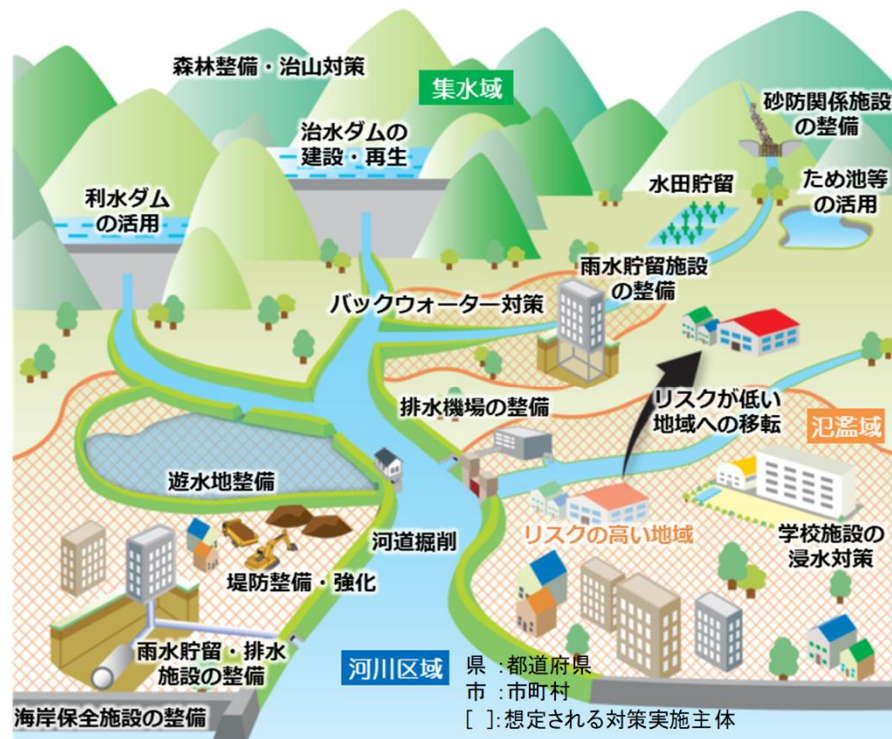 森林整備・治山対策
集水域
砂防関係施設
の整備
治水ダムの
建設・再生
水田貯留
ため池等
の活用
利水ダム
の活用
雨水貯留施設
の整備
バックウォーター対策
排水機場の整備
リスクが低い
地域への移転
氾濫域
遊水地整備
河道掘削
リスクの高い地域
学校施設の
浸水対策
堤防整備・強化
雨水貯留・排水
施設の整備
河川区域
県 :都道府県
市 :市町村
[ ]:想定される対策実施主体
海岸保全施設の整備